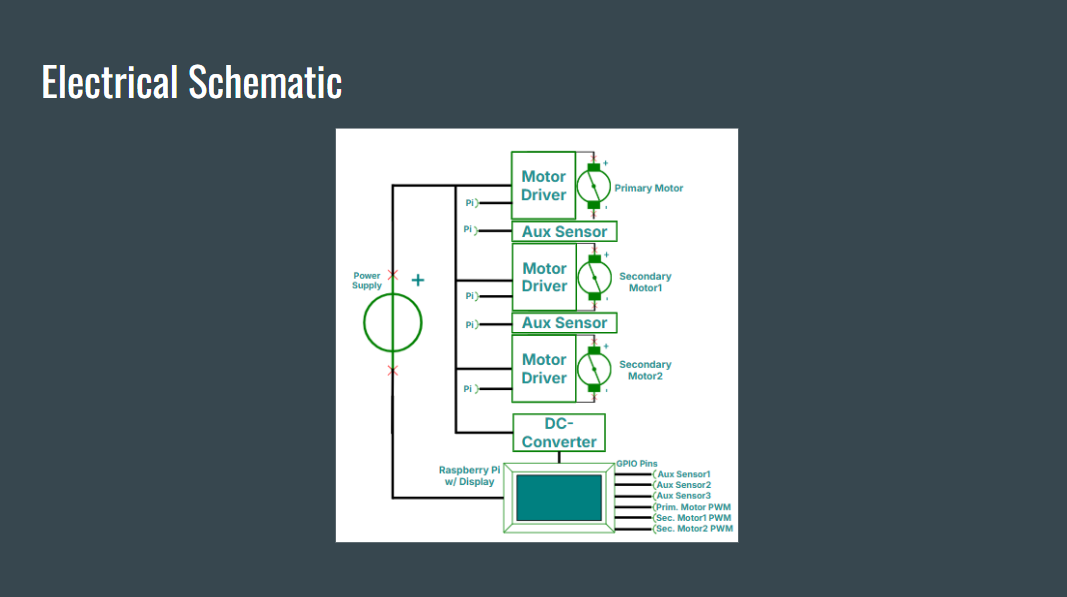 Electrical Schematic
Motor
Driver
+
Primary Motor
-
Pi
Pi
Aux Sensor
Power
Supply
+
Motor
Driver
+
Secondary
Motor1
-
Pi
Pi
Aux Sensor
Motor
Driver
+
Secondary
Motor2
-
Pi
DC-
Converter
Raspberry Pi
w/ Display
GPIO Pins
Aux Sensor1
Aux Sensor2
Aux Sensor3
Prim. Motor PWM
Sec. Motor1 PWM
Sec. Motor2 PWM